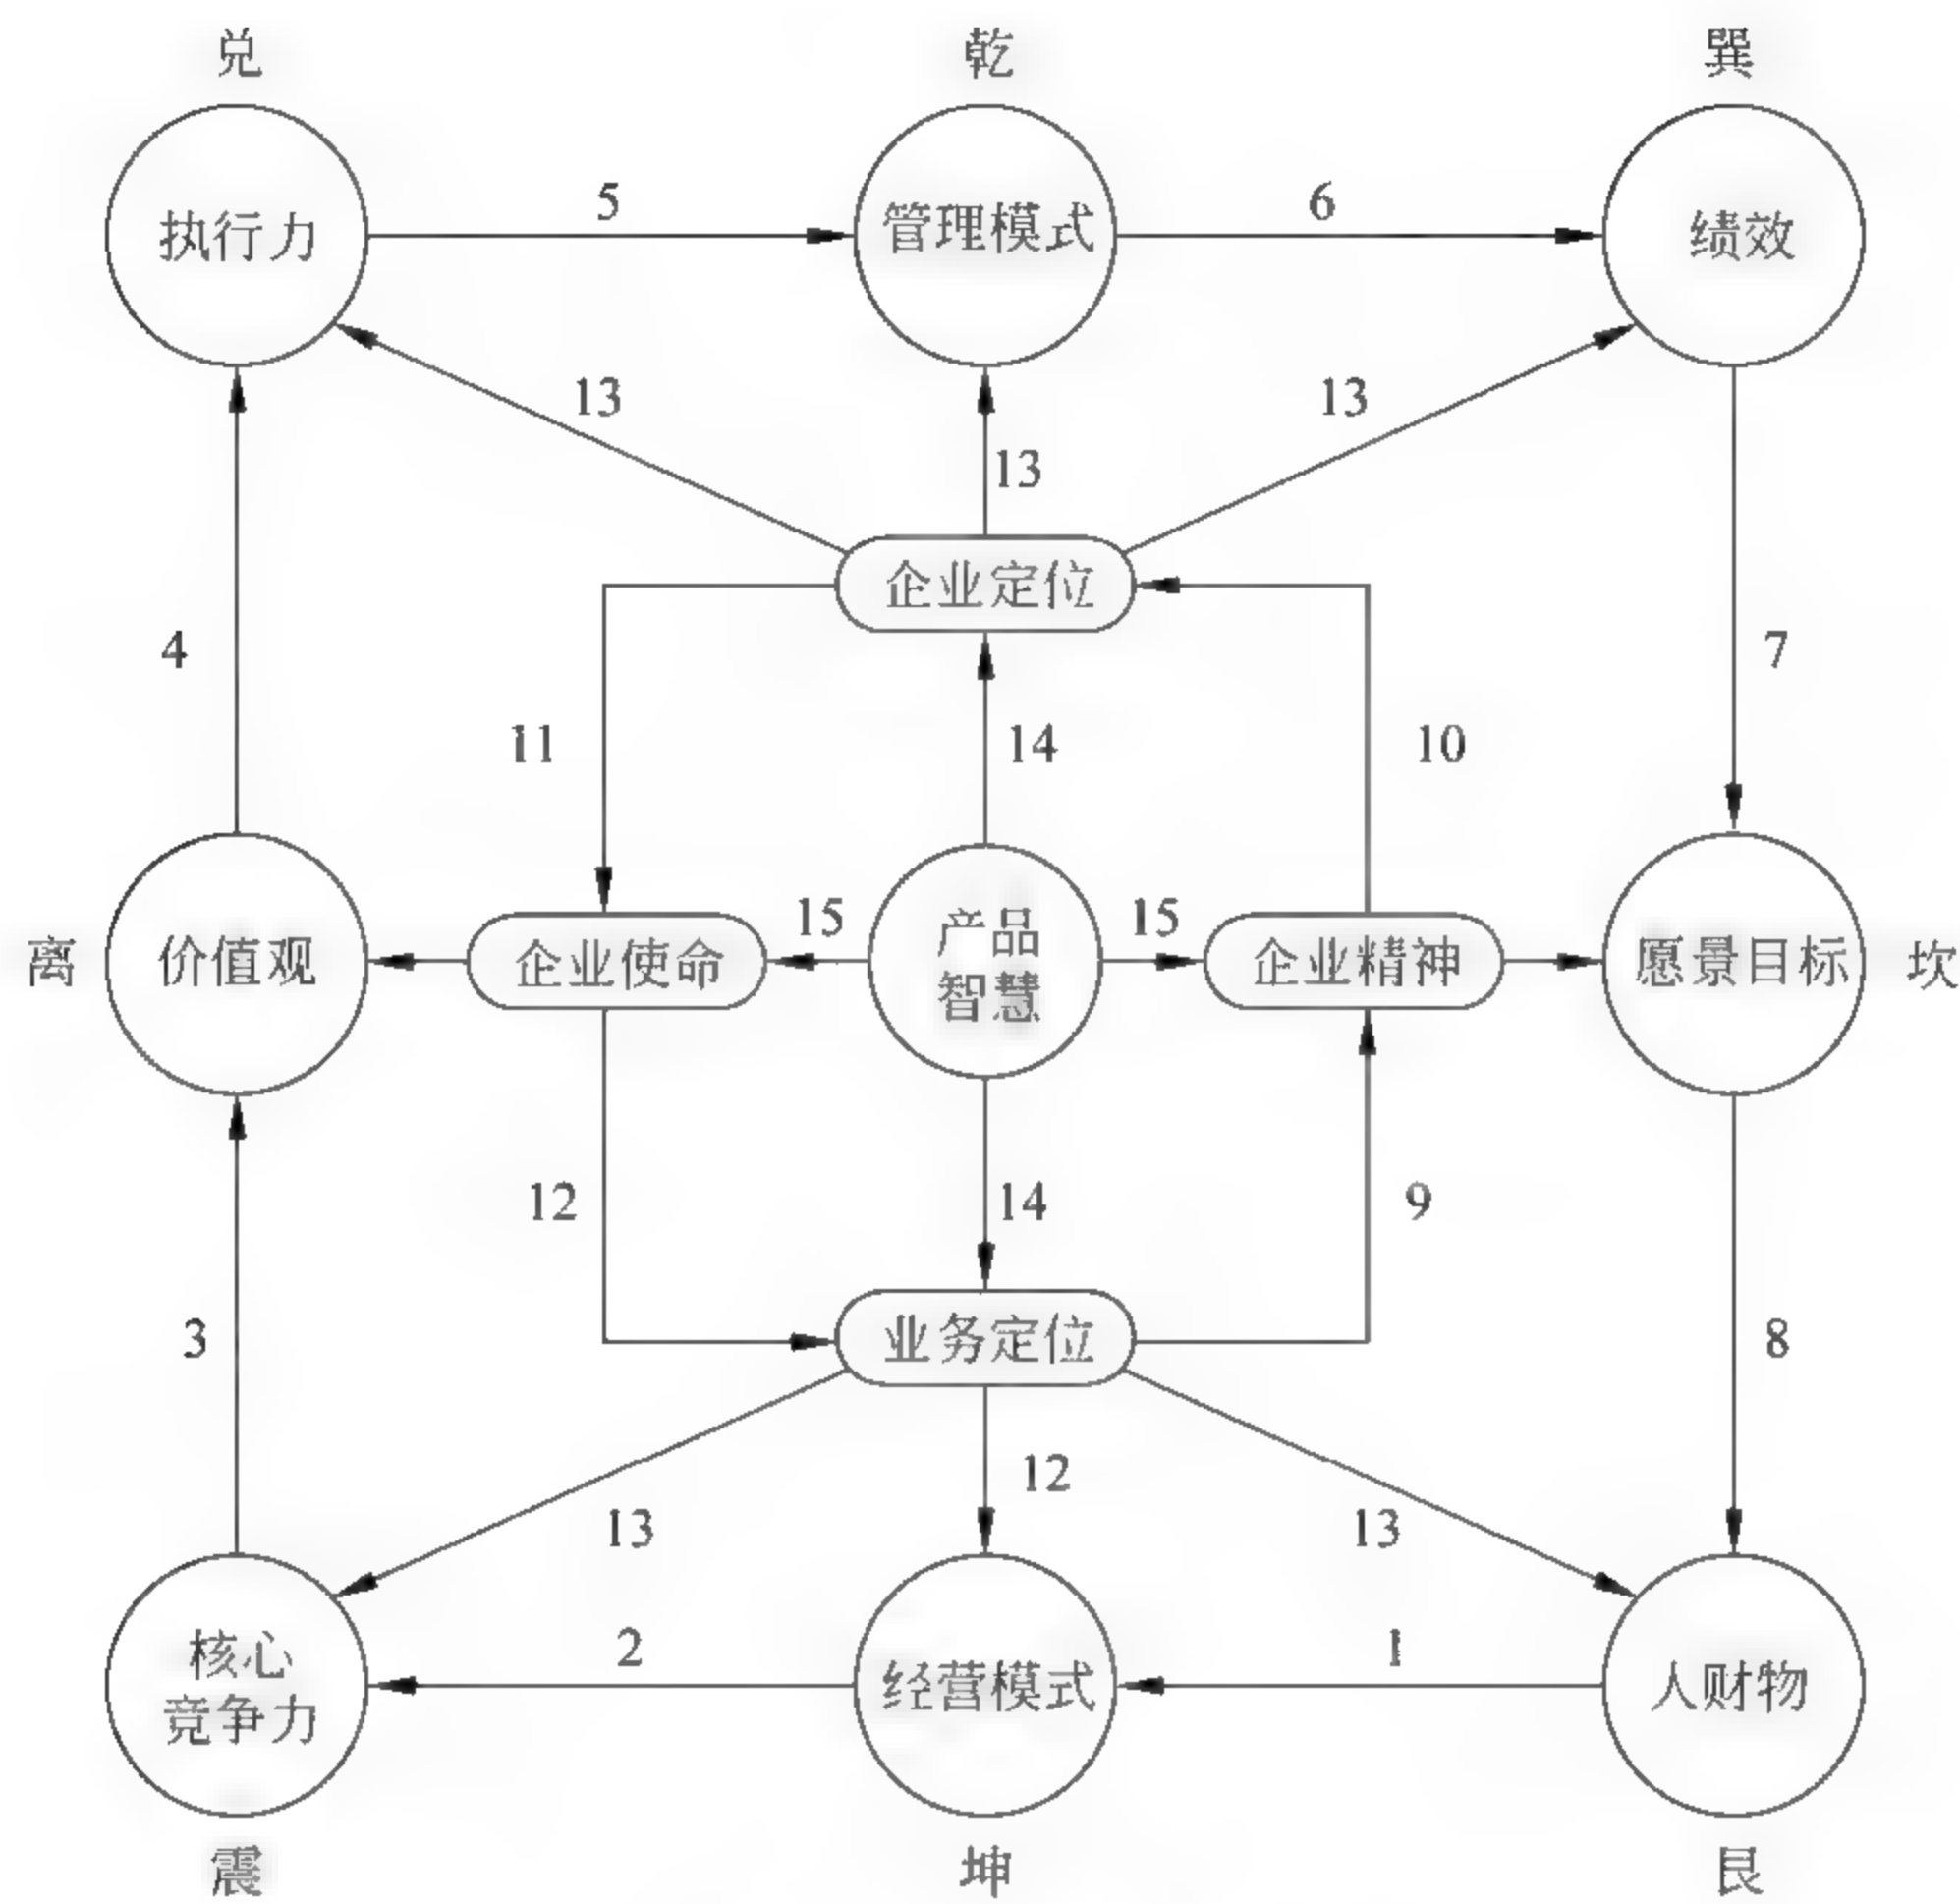 兑
乾
巽
执行力
5
管理模式
6
绩效
13
13
13
企业定位
4
7
11
14
10
离
价值观
企业使命
15
产品
智慧
15
企业精神
愿景目标
坎
12
14
9
3
业务定位
8
12
13
13
核心
竞争力
2
经营模式
1
人财物
震
坤
艮